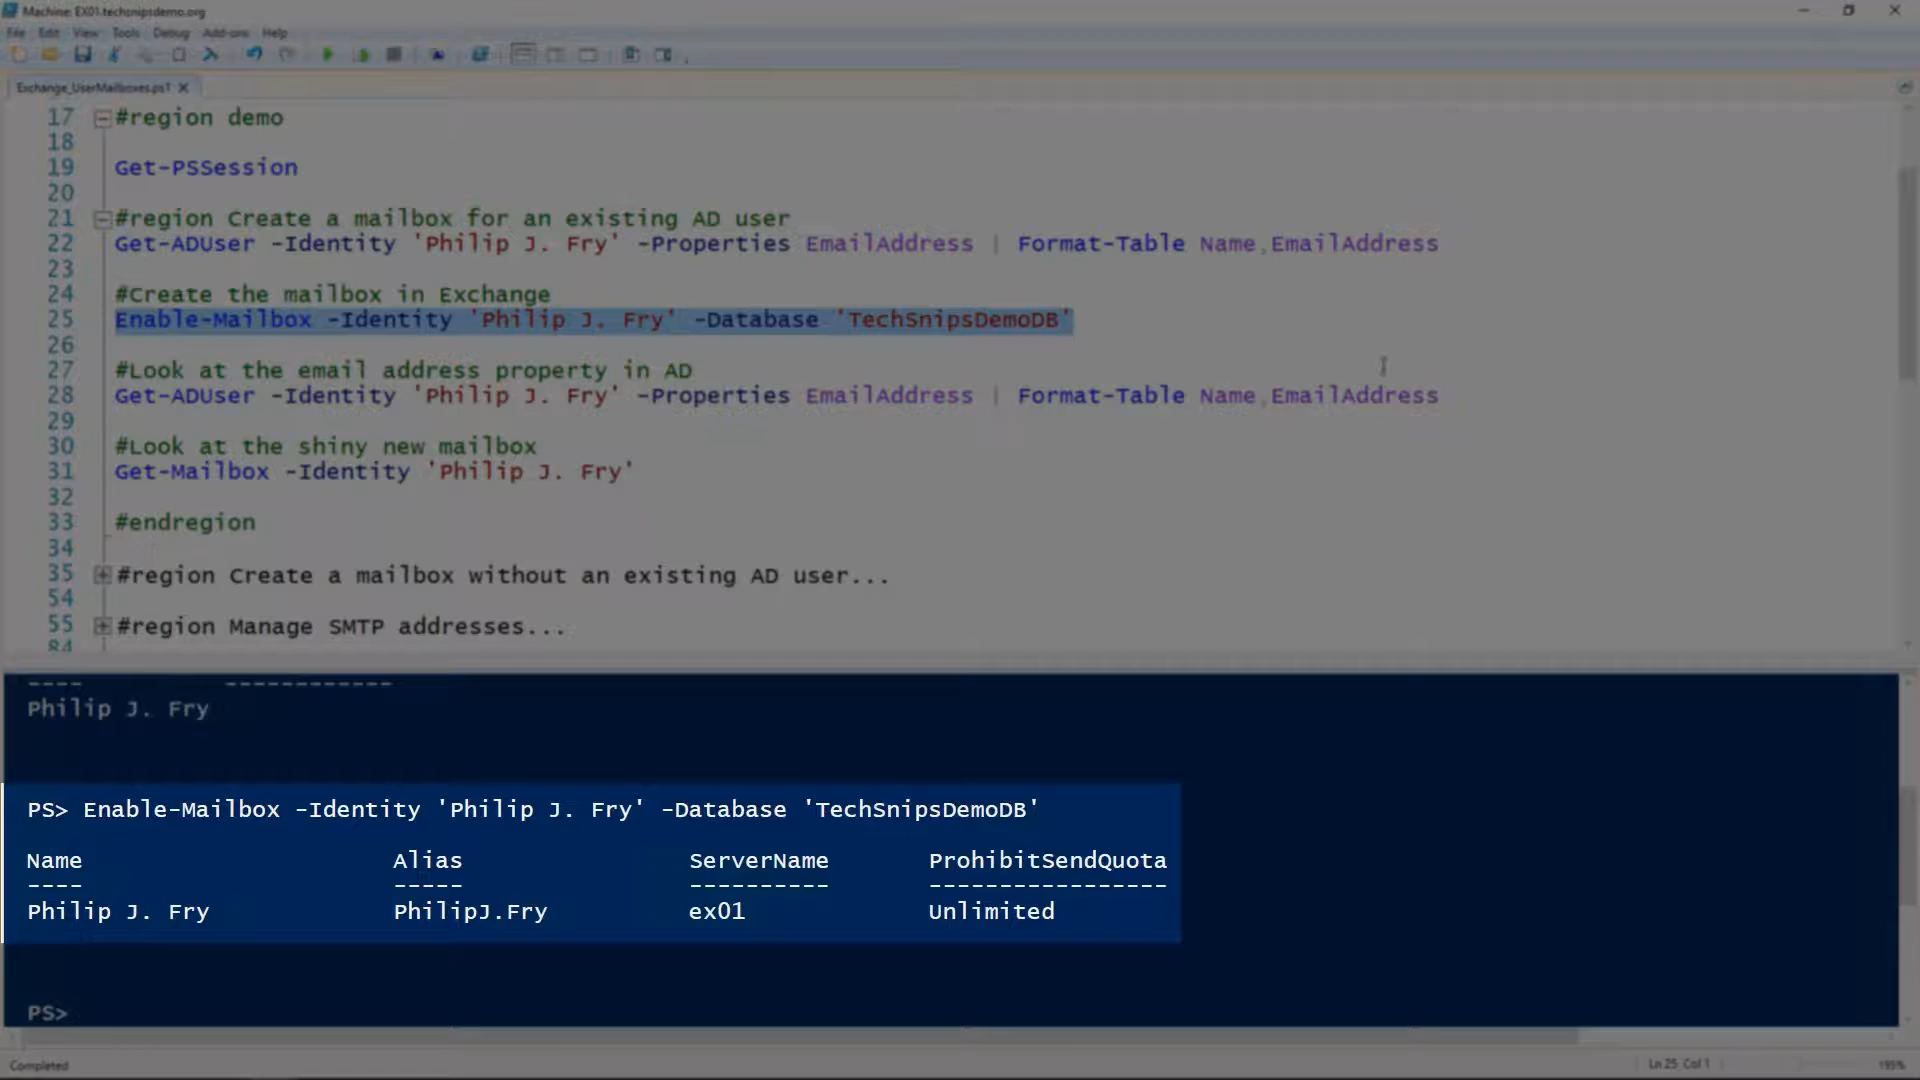 Machine: EX01.techsnipsdemo.org
File Edit View Tools Debug Add-ons Help
Exchange_UserMailboxes.ps1
17 #region demo
18
19 Get-PSSession
20
21 #region Create a mailbox for an existing AD user
22 Get-ADUser -Identity 'Philip J. Fry' -Properties EmailAddress | Format-Table Name,EmailAddress
23
24 #Create the mailbox in Exchange
25 Enable-Mailbox -Identity 'Philip J. Fry' -Database 'TechSnipsDemoDB'
26
27 #Look at the email address property in AD
28 Get-ADUser -Identity 'Philip J. Fry' -Properties EmailAddress | Format-Table Name,EmailAddress
29
30 #Look at the shiny new mailbox
31 Get-Mailbox -Identity 'Philip J. Fry'
32
33 #endregion
34
35 #region Create a mailbox without an existing AD user...
54
55 #region Manage SMTP addresses...
84
---- ------------
Philip J. Fry
PS> Enable-Mailbox -Identity 'Philip J. Fry' -Database 'TechSnipsDemoDB'
Name Alias ServerName ProhibitSendQuota
---- ----- ---------- -----------------
Philip J. Fry PhilipJ.Fry ex01 Unlimited
PS>
Completed Ln 25 Col 1 195%